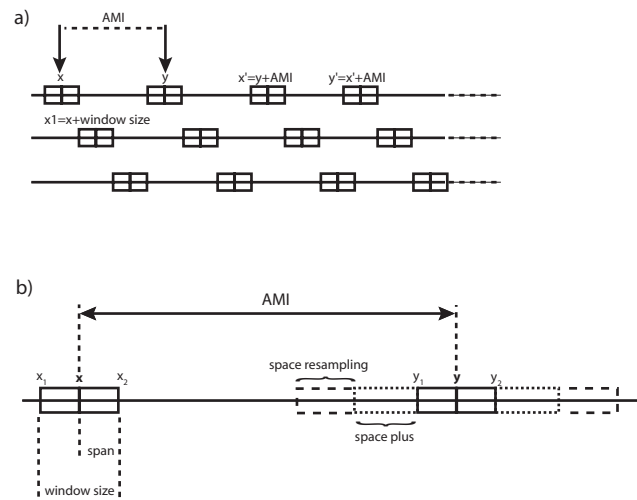 a)
AMI
x y x'=y+AMI y'=x'+AMI
x1=x+window size
b)
AMI
space resampling
x₁ x x₂ y₁ y y₂
space plus
span
window size